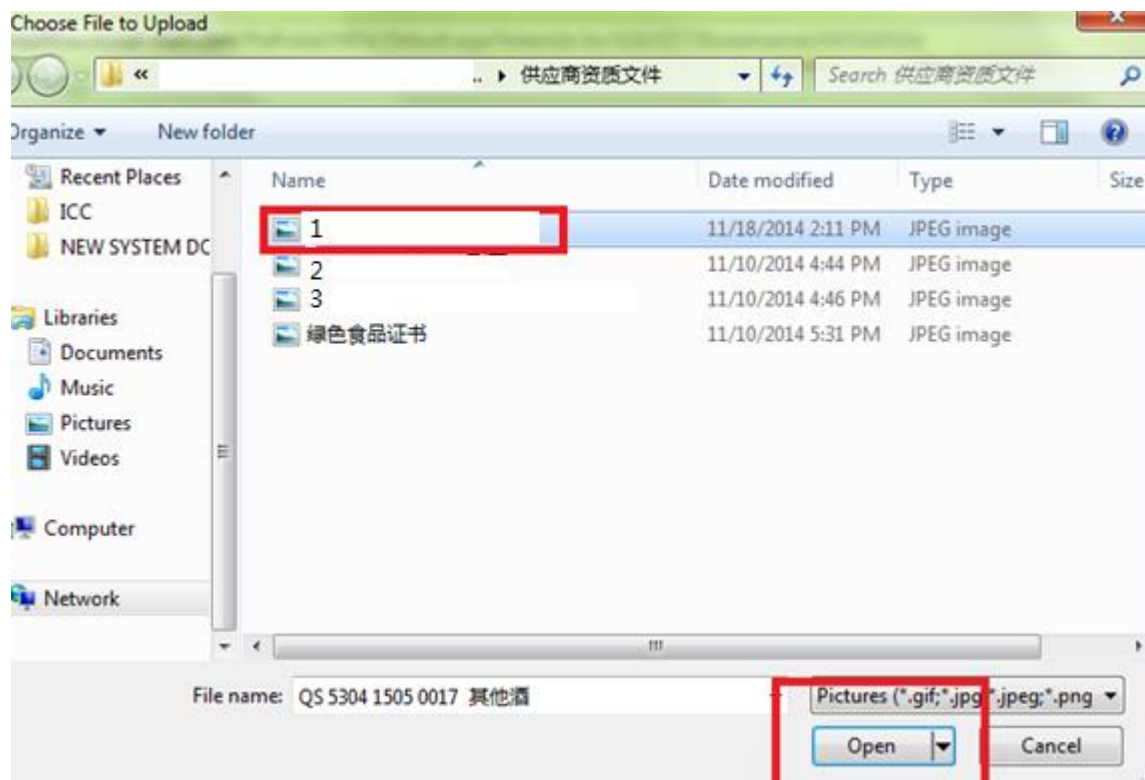 Choose File to Upload
« .. ▸ 供应商资质文件 Search 供应商资质文件
Organize ▾ New folder
Name Date modified Type Size
Recent Places
ICC
NEW SYSTEM DC
Libraries
Documents
Music
Pictures
Videos
Computer
Network
1 11/18/2014 2:11 PM JPEG image
2 11/10/2014 4:44 PM JPEG image
3 11/10/2014 4:46 PM JPEG image
绿色食品证书 11/10/2014 5:31 PM JPEG image
File name: QS 5304 1505 0017 其他酒 Pictures (*.gif;*.jpg;*.jpeg;*.png
Open Cancel